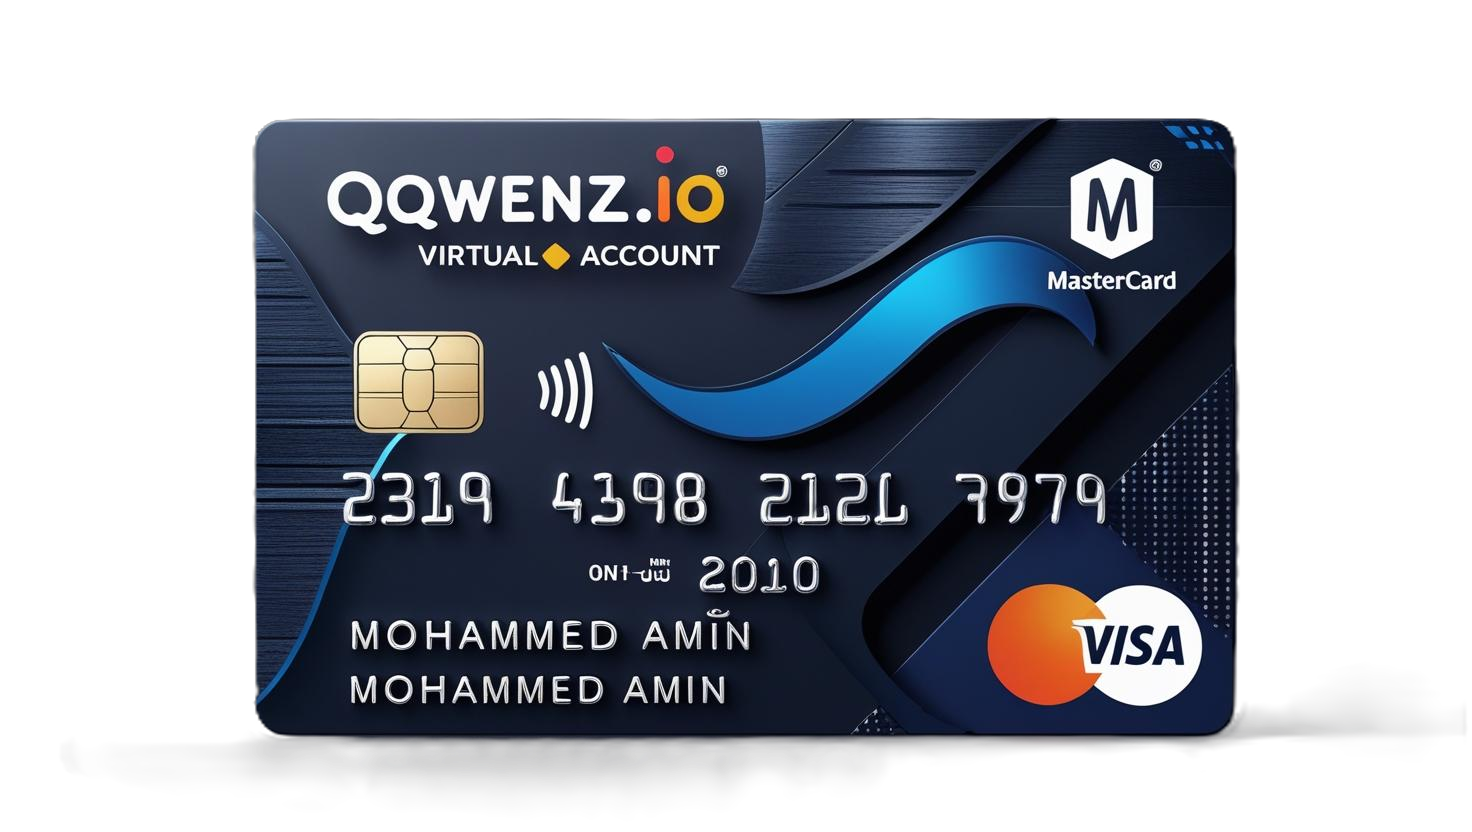 QQWENZ.io®
VIRTUAL ACCOUNT
M®
MasterCard
2319 4398 2121 7979
2010
MOHAMMED AMIN
MOHAMMED AMIN
VISA